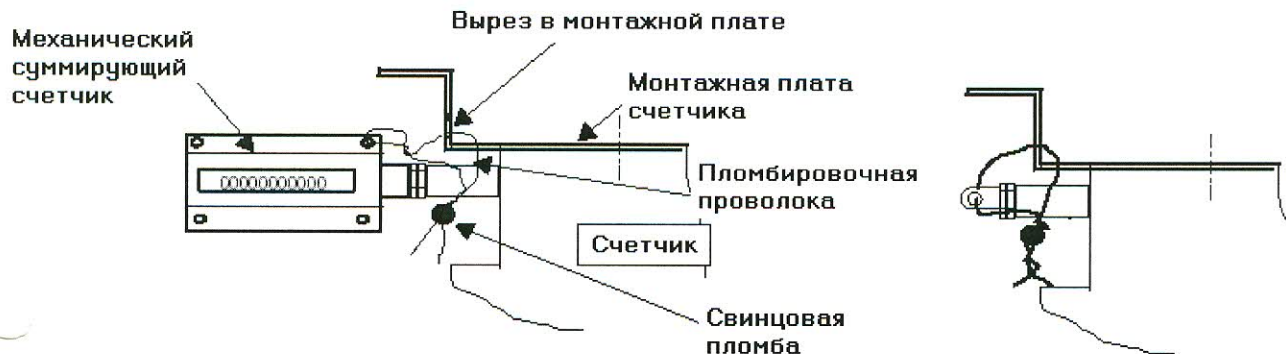 Механический
суммирующий
счетчик
00000000000
Вырез в монтажной плате
Монтажная плата
счетчика
Пломбировочная
проволока
Счетчик
Свинцовая
пломба